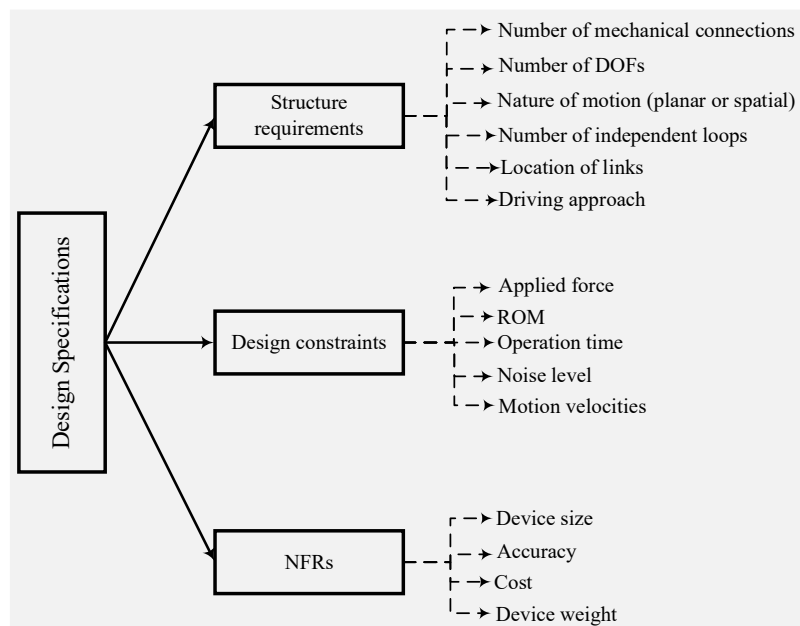 Design Specifications
Structure
requirements
Number of mechanical connections
Number of DOFs
Nature of motion (planar or spatial)
Number of independent loops
Location of links
Driving approach
Design constraints
Applied force
ROM
Operation time
Noise level
Motion velocities
NFRs
Device size
Accuracy
Cost
Device weight